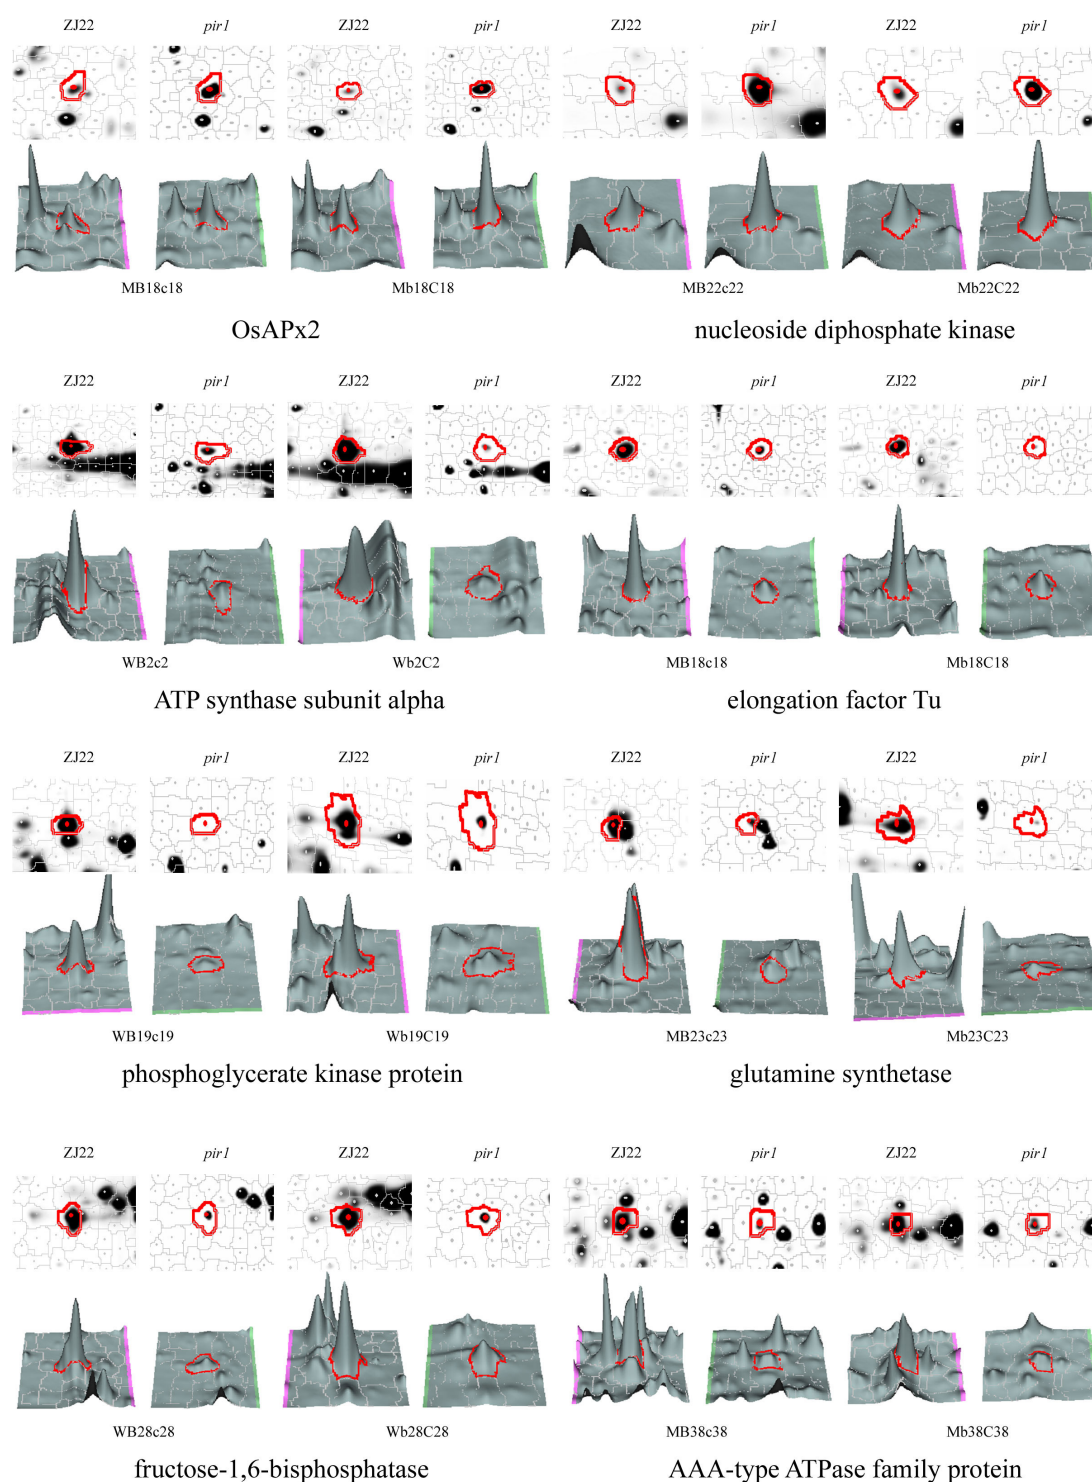 ZJ22 pir1 ZJ22 pir1 ZJ22 pir1 ZJ22 pir1
MB18c18 Mb18C18 MB22c22 Mb22C22
OsAPx2 nucleoside diphosphate kinase
ZJ22 pir1 ZJ22 pir1 ZJ22 pir1 ZJ22 pir1
WB2c2 Wb2C2 MB18c18 Mb18C18
ATP synthase subunit alpha elongation factor Tu
ZJ22 pir1 ZJ22 pir1 ZJ22 pir1 ZJ22 pir1
WB19c19 Wb19C19 MB23c23 Mb23C23
phosphoglycerate kinase protein glutamine synthetase
ZJ22 pir1 ZJ22 pir1 ZJ22 pir1 ZJ22 pir1
WB28c28 Wb28C28 MB38c38 Mb38C38
fructose-1,6-bisphosphatase AAA-type ATPase family protein